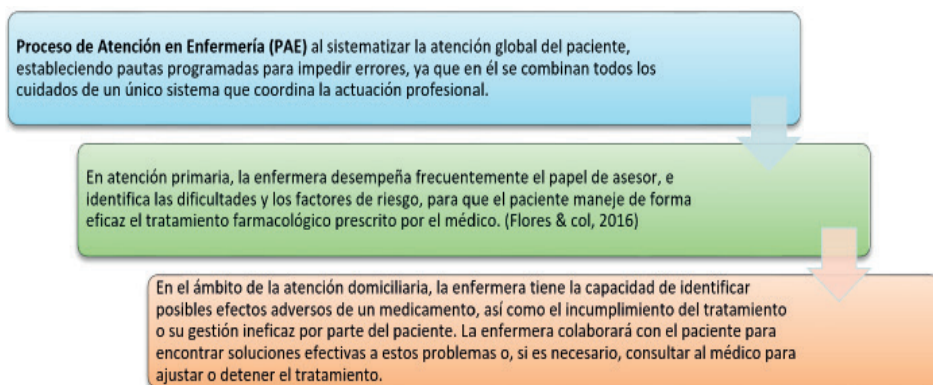 Proceso de Atención en Enfermería (PAE) al sistematizar la atención global del paciente,
estableciendo pautas programadas para impedir errores, ya que en él se combinan todos los
cuidados de un único sistema que coordina la actuación profesional.
En atención primaria, la enfermera desempeña frecuentemente el papel de asesor, e
identifica las dificultades y los factores de riesgo, para que el paciente maneje de forma
eficaz el tratamiento farmacológico prescrito por el médico. (Flores & col, 2016)
En el ámbito de la atención domiciliaria, la enfermera tiene la capacidad de identificar
posibles efectos adversos de un medicamento, así como el incumplimiento del tratamiento
o su gestión ineficaz por parte del paciente. La enfermera colaborará con el paciente para
encontrar soluciones efectivas a estos problemas o, si es necesario, consultar al médico para
ajustar o detener el tratamiento.